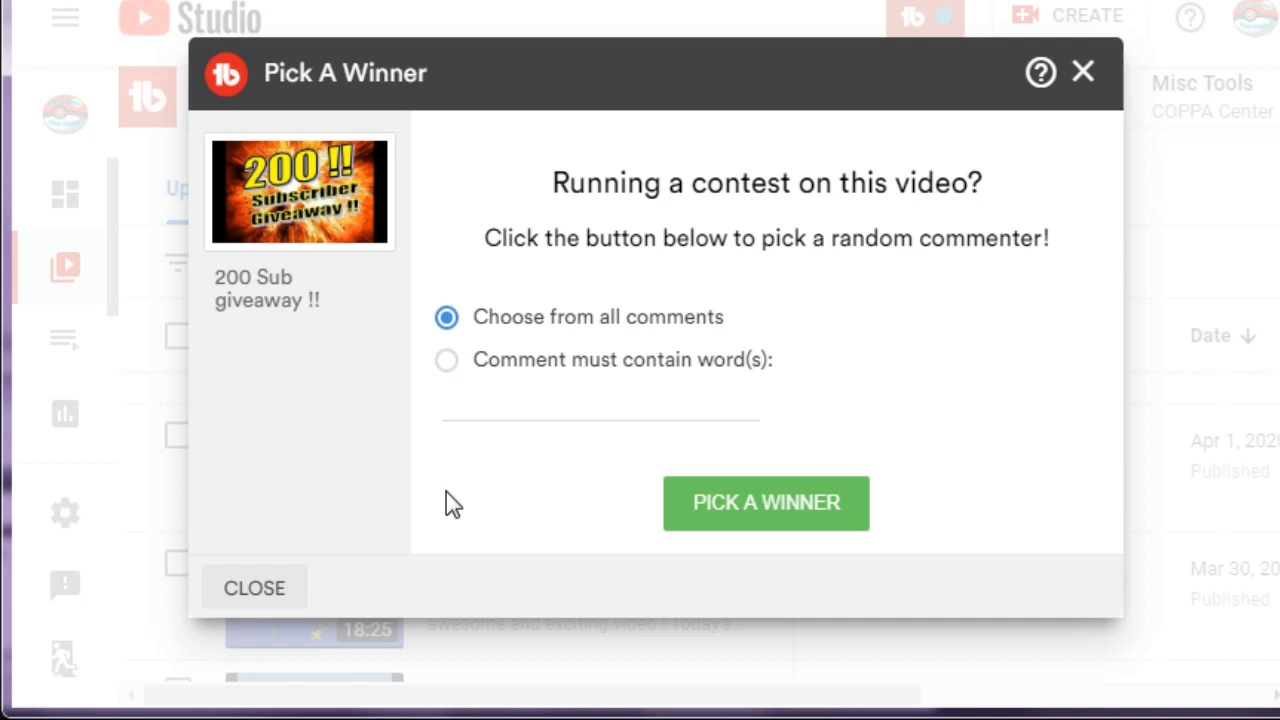 Studio
CREATE
Pick A Winner
Misc Tools
COPPA Center
200 !!
Subscriber
Giveaway !!
Up
Running a contest on this video?
Click the button below to pick a random commenter!
200 Sub
giveaway !!
Choose from all comments
Comment must contain word(s):
Date
Apr 1, 202
Published
PICK A WINNER
Mar 30, 20
Published
CLOSE
18:25
awesome and exciting video ! Today's...